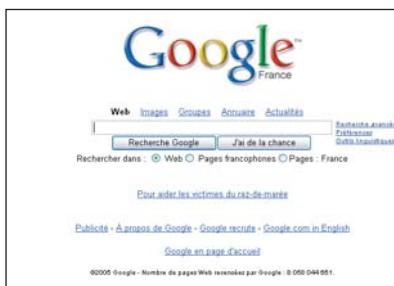 Google™
France
Web Images Groupes Annuaire Actualités
Recherche avancée
Préférences
Outils linguistiques
Recherche Google J'ai de la chance
Rechercher dans : Web Pages francophones Pages : France
Pour aider les victimes du raz-de-marée
Publicité - À propos de Google - Google recrute - Google.com in English
Google en page d'accueil
©2005 Google - Nombre de pages Web recensées par Google : 8 058 044 651.